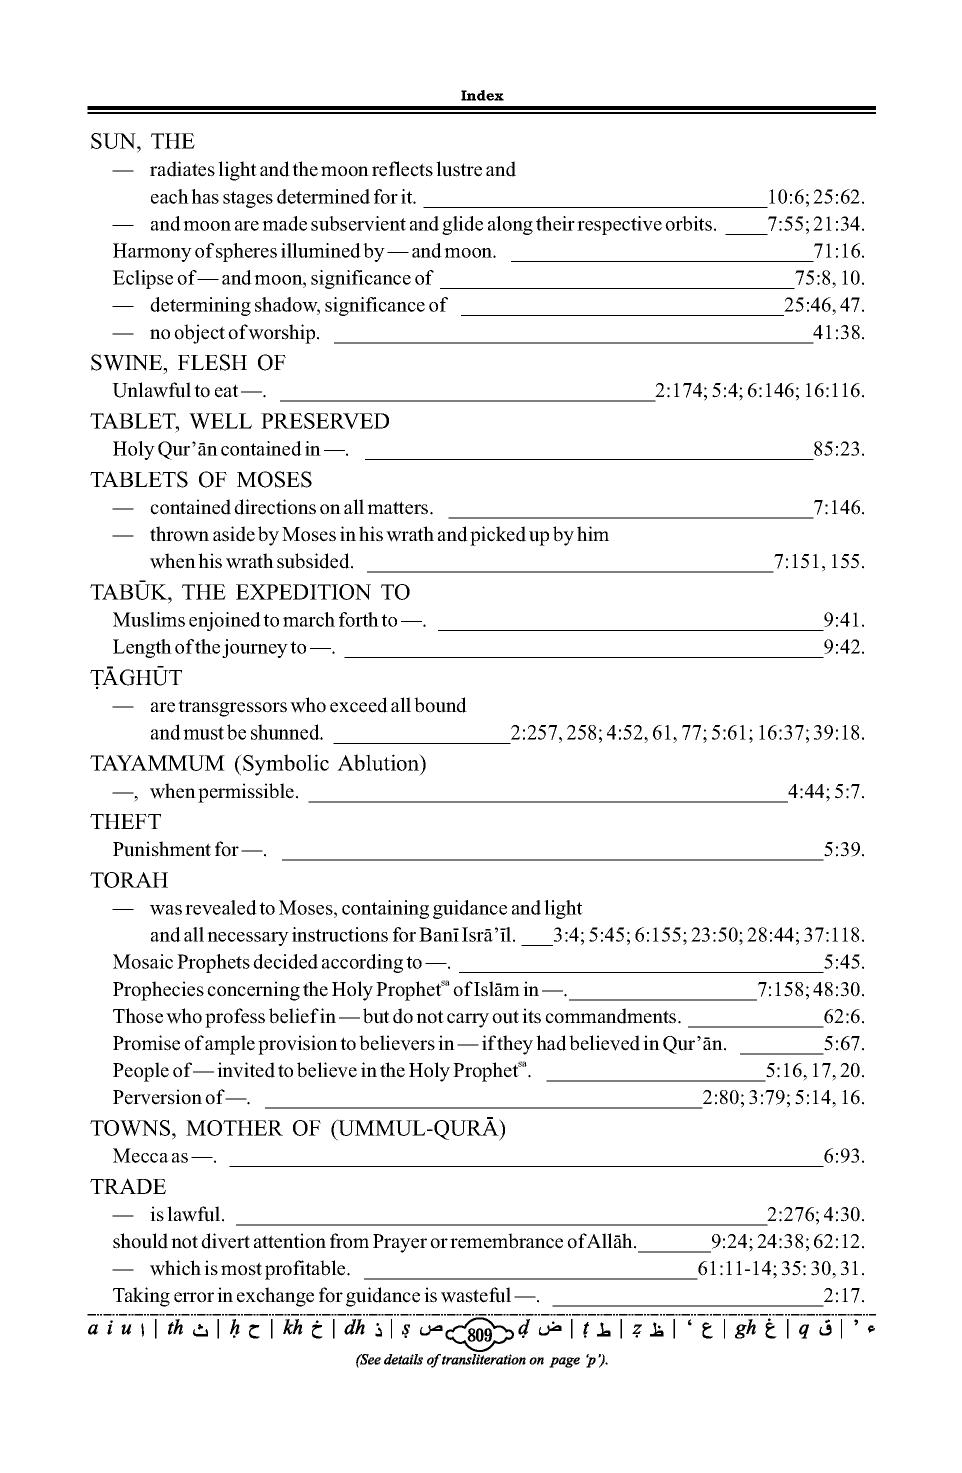 Index
SUN, THE
— radiates light and the moon reflects lustre and
each has stages determined for it. 10:6; 25:62.
— and moon are made subservient and glide along their respective orbits. 7:55; 21:34.
Harmony of spheres illumined by — and moon. 71:16.
Eclipse of — and moon, significance of 75:8, 10.
— determining shadow, significance of 25:46, 47.
— no object of worship. 41:38.
SWINE, FLESH OF
Unlawful to eat —. 2:174; 5:4; 6:146; 16:116.
TABLET, WELL PRESERVED
Holy Qur’ān contained in —. 85:23.
TABLETS OF MOSES
— contained directions on all matters. 7:146.
— thrown aside by Moses in his wrath and picked up by him
when his wrath subsided. 7:151, 155.
TABŪK, THE EXPEDITION TO
Muslims enjoined to march forth to —. 9:41.
Length of the journey to —. 9:42.
ṬĀGHŪT
— are transgressors who exceed all bound
and must be shunned. 2:257, 258; 4:52, 61, 77; 5:61; 16:37; 39:18.
TAYAMMUM (Symbolic Ablution)
—, when permissible. 4:44; 5:7.
THEFT
Punishment for —. 5:39.
TORAH
— was revealed to Moses, containing guidance and light
and all necessary instructions for Banī Isrā’īl. 3:4; 5:45; 6:155; 23:50; 28:44; 37:118.
Mosaic Prophets decided according to —. 5:45.
Prophecies concerning the Holy Prophetsa of Islām in —. 7:158; 48:30.
Those who profess belief in — but do not carry out its commandments. 62:6.
Promise of ample provision to believers in — if they had believed in Qur’ān. 5:67.
People of — invited to believe in the Holy Prophetsa. 5:16, 17, 20.
Perversion of —. 2:80; 3:79; 5:14, 16.
TOWNS, MOTHER OF (UMMUL-QURĀ)
Mecca as —. 6:93.
TRADE
— is lawful. 2:276; 4:30.
should not divert attention from Prayer or remembrance of Allāh. 9:24; 24:38; 62:12.
— which is most profitable. 61:11-14; 35: 30, 31.
Taking error in exchange for guidance is wasteful —. 2:17.
a i u ا | th ث | ḥ ح | kh خ | dh ذ | ṣ ص 809 ḍ ض | ṭ ط | ẓ ظ | ‘ ع | gh غ | q ق | ’ ء
(See details of transliteration on page ‘p’).